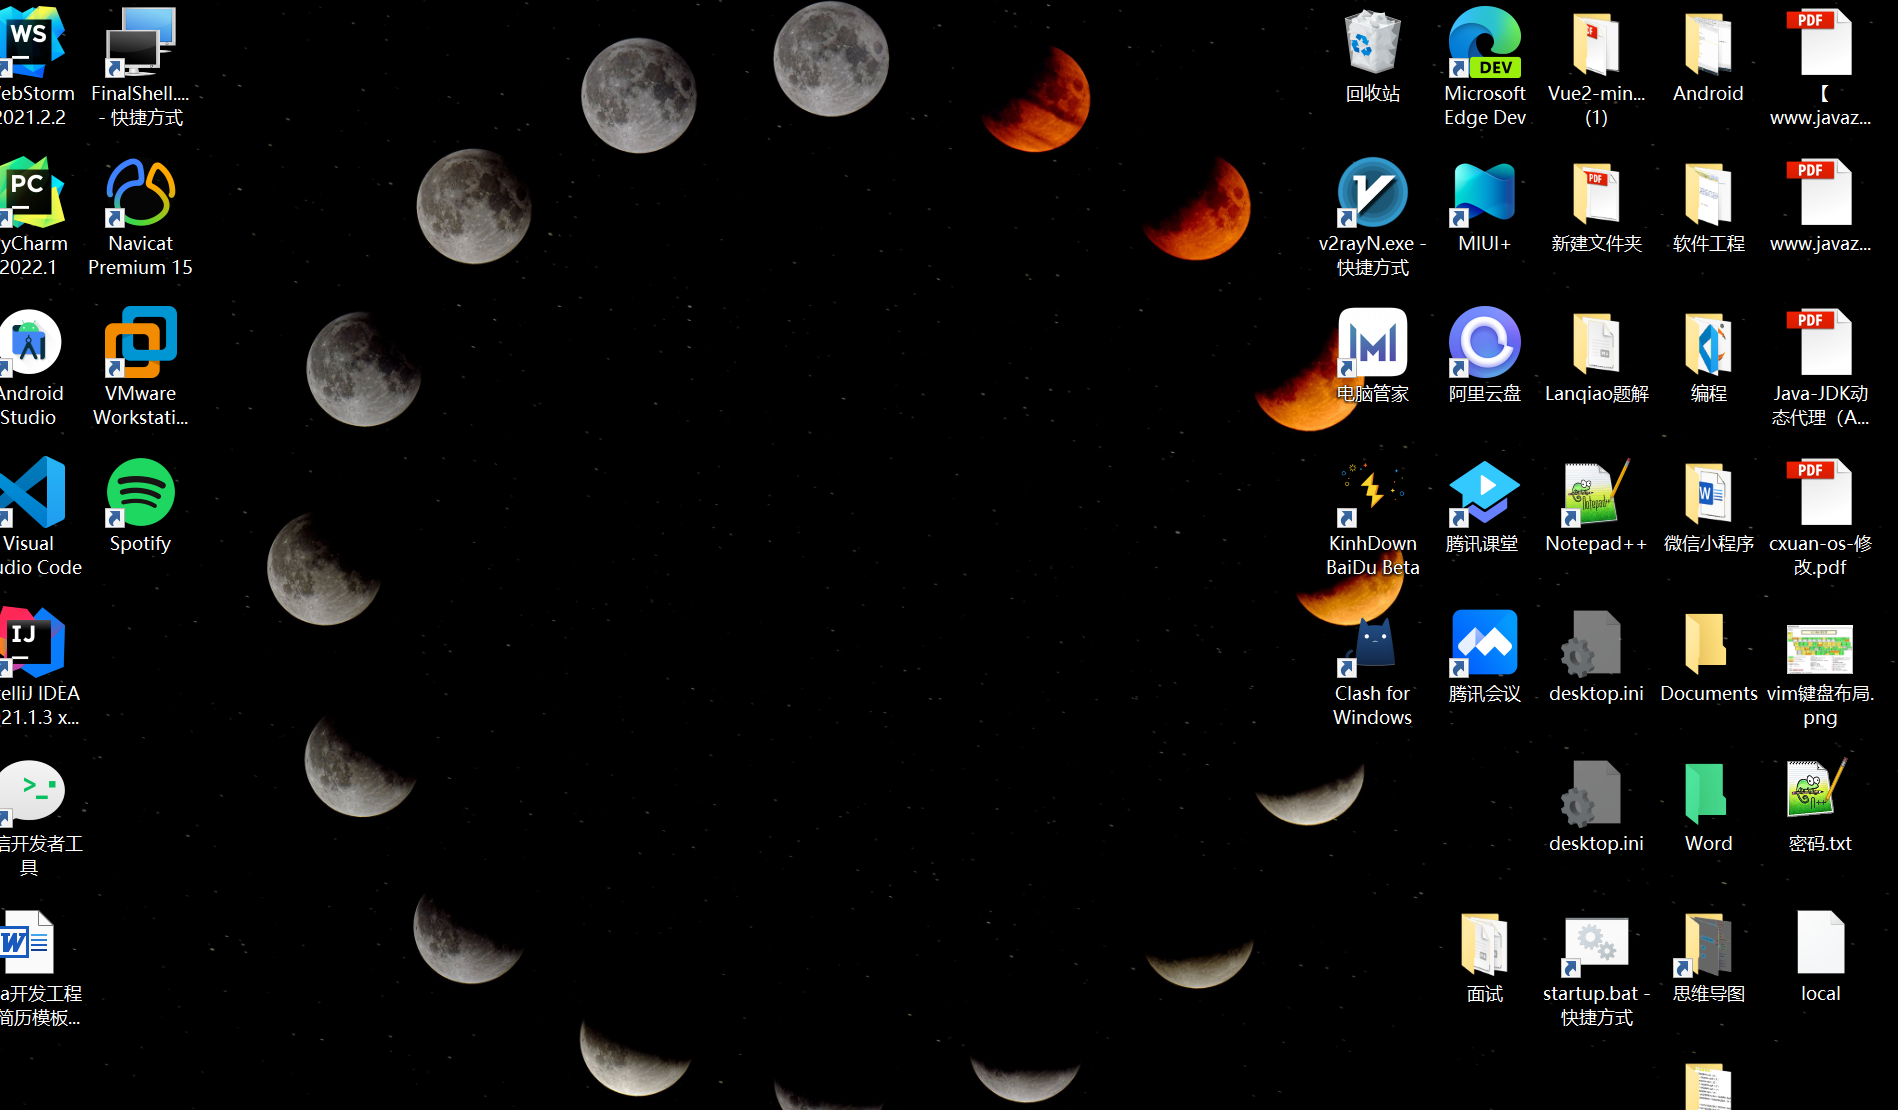 WS
ebStorm
2021.2.2
FinalShell....
- 快捷方式
PC
yCharm
2022.1
Navicat
Premium 15
Android
Studio
VMware
Workstati...
Visual
udio Code
Spotify
IJ
telliJ IDEA
21.1.3 x...
>_
信开发者工
具
W
a开发工程
简历模板...
回收站
DEV
Microsoft
Edge Dev
Vue2-min...
(1)
Android
PDF
【
www.javaz...
V
v2rayN.exe -
快捷方式
MIUI+
PDF
新建文件夹
软件工程
PDF
www.javaz...
电脑管家
阿里云盘
Lanqiao题解
编程
PDF
Java-JDK动
态代理（A...
KinhDown
BaiDu Beta
腾讯课堂
Notepad++
Notepad++
W
微信小程序
PDF
cxuan-os-修
改.pdf
Clash for
Windows
腾讯会议
desktop.ini
Documents
vim键盘布局.
png
desktop.ini
Word
密码.txt
面试
startup.bat -
快捷方式
思维导图
local